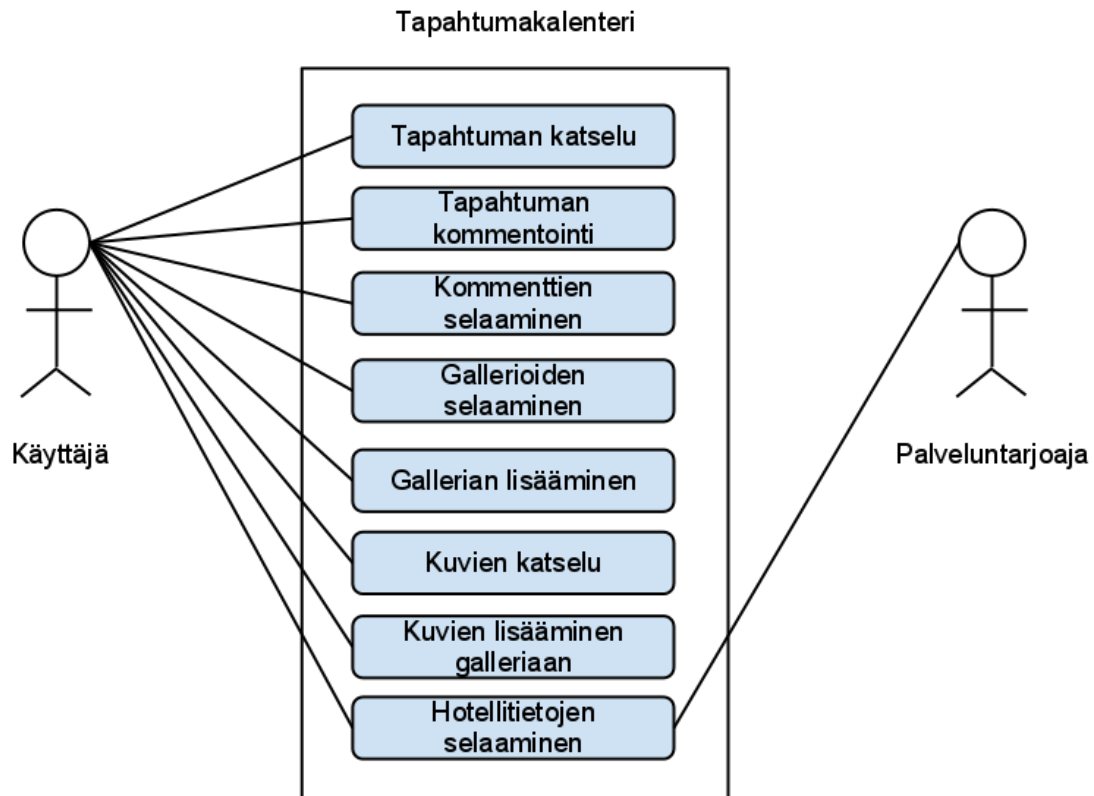 Tapahtumakalenteri
Tapahtuman katselu
Tapahtuman
kommentointi
Kommenttien
selaaminen
Gallerioiden
selaaminen
Gallerian lisääminen
Kuvien katselu
Kuvien lisääminen
galleriaan
Hotellitietojen
selaaminen
Käyttäjä
Palveluntarjoaja